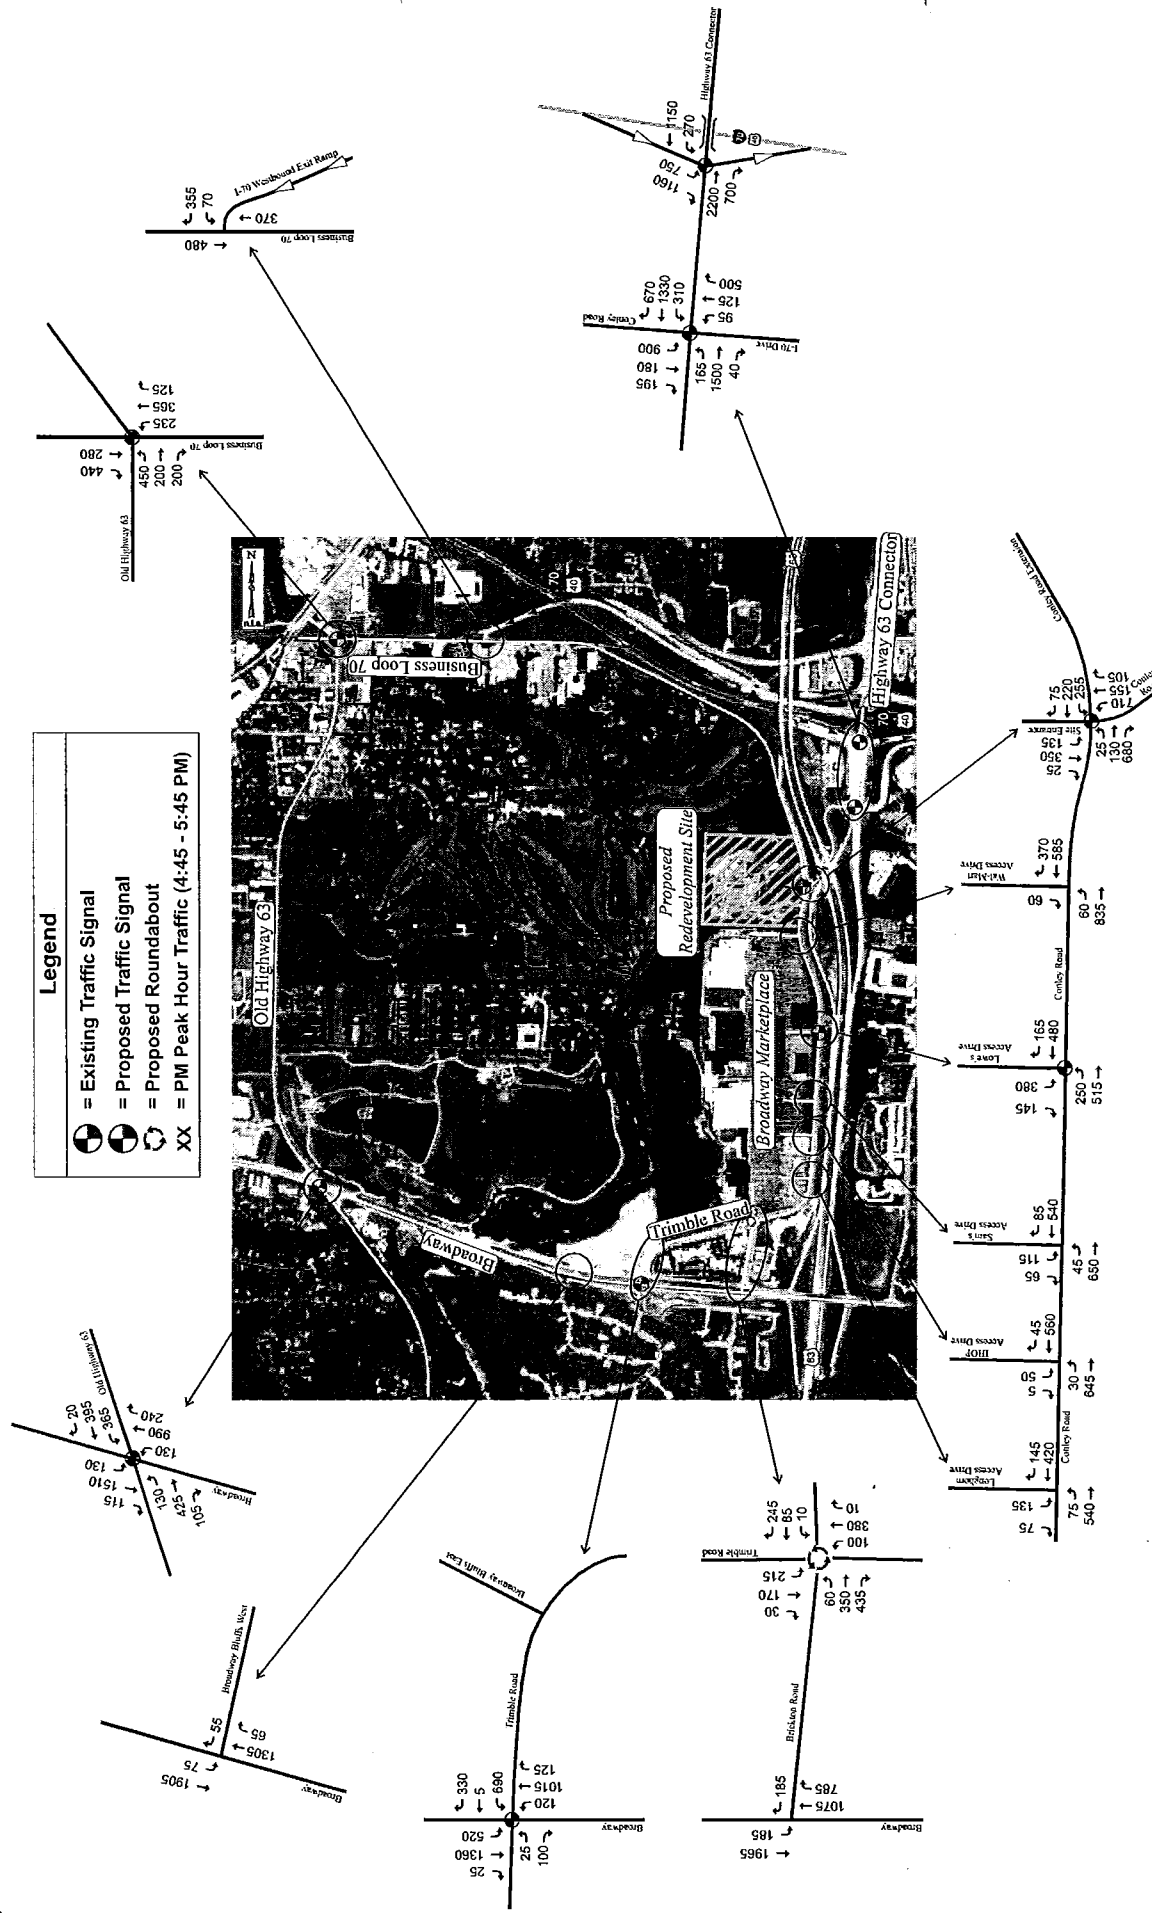 Legend
= Existing Traffic Signal
= Proposed Traffic Signal
= Proposed Roundabout
XX = PM Peak Hour Traffic (4:45 - 5:45 PM)
I-70 Westbound Exit Ramp
355
70
370
480
Business Loop 70
125
365
235
280
440
450
200
200
Business Loop 70
Old Highway 63
Highway 63 Connector
1150
270
750
1160
2200
700
670
1330
310
500
125
95
900
180
195
165
1500
40
Conley Road
I-70 Drive
N
Old Highway 63
Business Loop 70
70
40
63
Highway 63 Connector
70
40
Proposed
Redevelopment Site
Broadway Marketplace
Trimble Road
Broadway
63
Old Highway 63
20
395
365
240
990
130
130
1510
115
130
425
105
Broadway
Broadway Bluffs West
55
65
1305
75
1905
Broadway
Broadway Bluffs East
Trimble Road
330
5
690
125
1015
120
520
1360
25
25
100
Broadway
Trimble Road
245
85
10
10
380
100
215
170
30
60
350
435
Brickton Road
185
785
1075
185
1965
Broadway
Conley Road Extension
75
220
255
105
155
710
Site Entrance
135
350
25
25
130
680
Wal-Mart
Access Drive
370
585
60
60
835
Conley Road
Lowe's
Access Drive
165
480
380
145
250
515
Sam's
Access Drive
85
540
115
65
45
650
IHOP
Access Drive
45
560
50
5
30
645
Conley Road
Longhorn
Access Drive
145
420
135
75
75
540